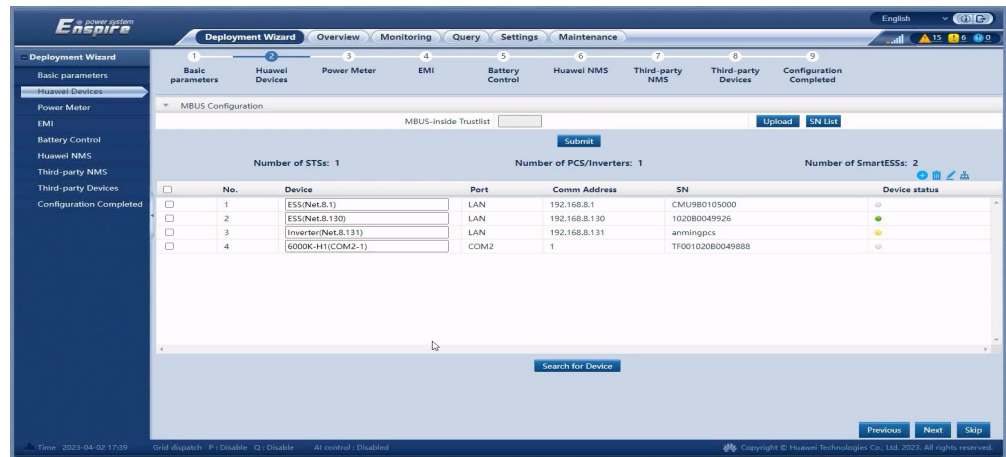 Enspire @ power system
English
Deployment Wizard Overview Monitoring Query Settings Maintenance
15 6 0
Deployment Wizard
Basic parameters
Huawei Devices
Power Meter
EMI
Battery Control
Huawei NMS
Third-party NMS
Third-party Devices
Configuration Completed
1 2 3 4 5 6 7 8 9
Basic parameters Huawei Devices Power Meter EMI Battery Control Huawei NMS Third-party NMS Third-party Devices Configuration Completed
MBUS Configuration
MBUS-inside Trustlist Upload SN List
Submit
Number of STSs: 1 Number of PCS/Inverters: 1 Number of SmartESSs: 2
No. Device Port Comm Address SN Device status
1 ESS(Net.8.1) LAN 192.168.8.1 CMU9B0105000
2 ESS(Net.8.130) LAN 192.168.8.130 1020B0049926
3 Inverter(Net.8.131) LAN 192.168.8.131 anmingpcs
4 6000K-H1(COM2-1) COM2 1 TF001020B0049888
Search for Device
Previous Next Skip
Time 2023-04-02 17:39 Grid dispatch P : Disable Q : Disable AI control : Disabled Copyright © Huawei Technologies Co., Ltd. 2023. All rights reserved.